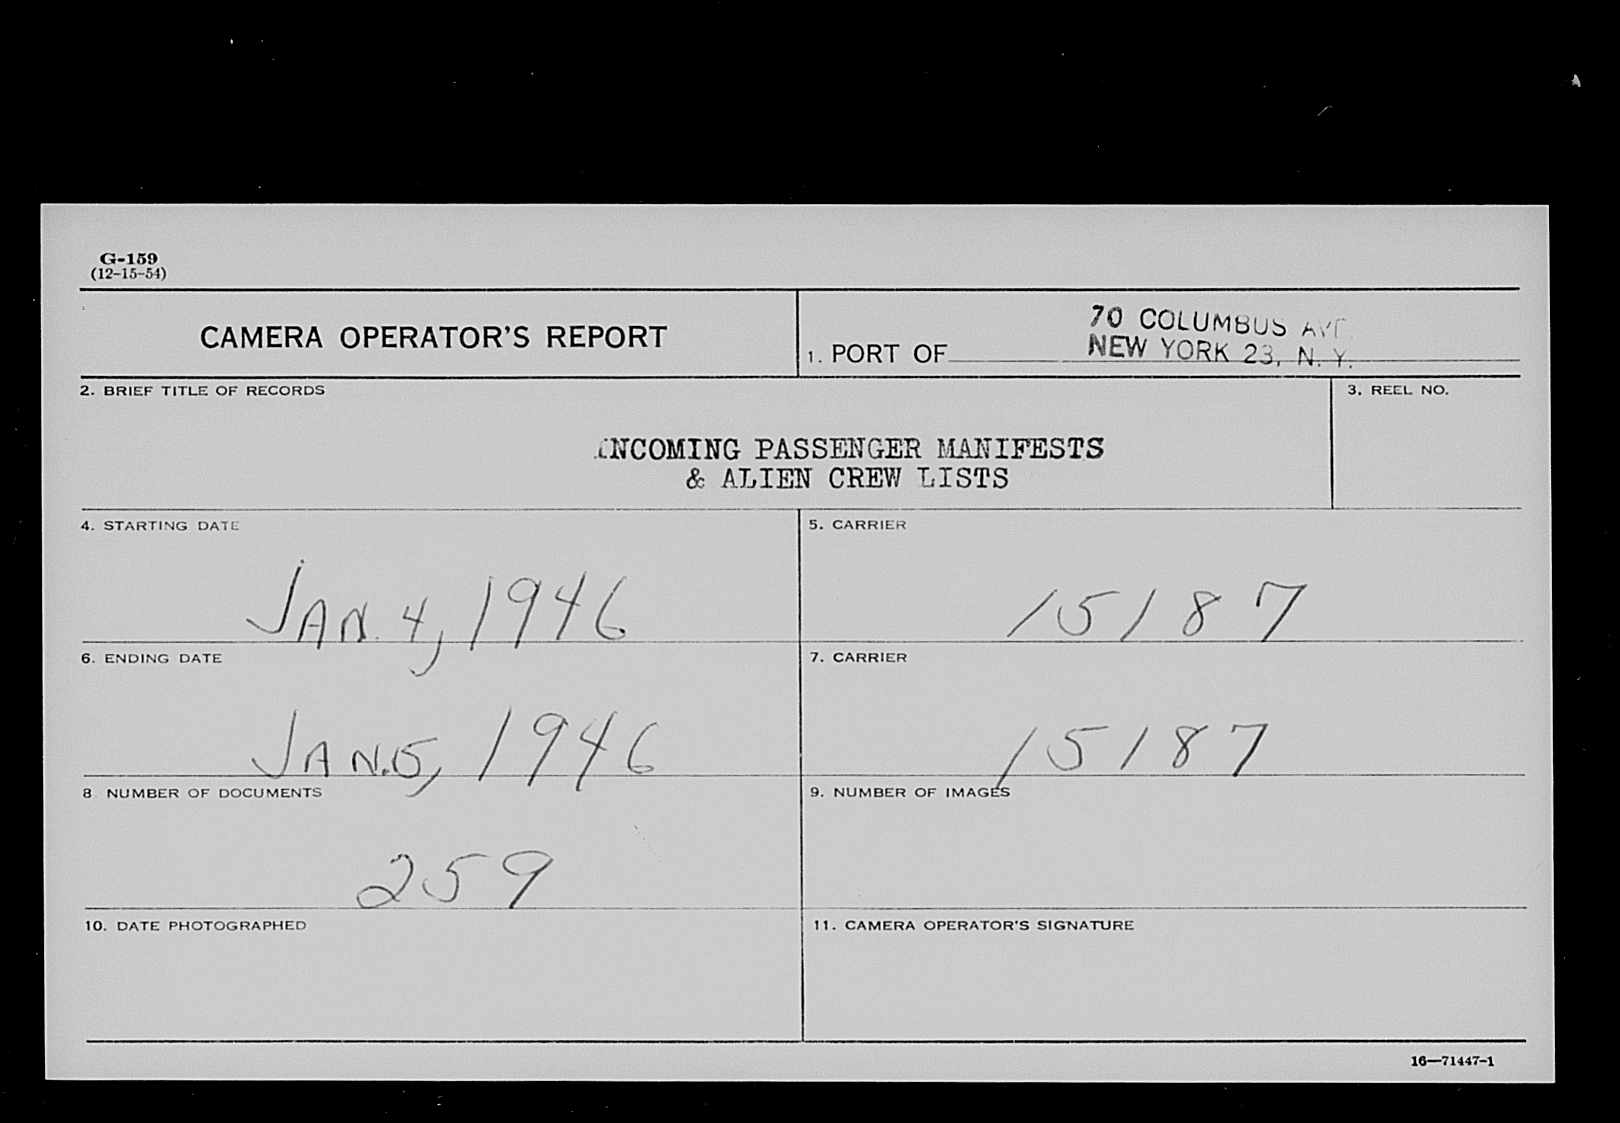 G-159
(12-15-54)
CAMERA OPERATOR'S REPORT
70 COLUMBUS AVE
1. PORT OF NEW YORK 23, N. Y.
2. BRIEF TITLE OF RECORDS
3. REEL NO.
INCOMING PASSENGER MANIFESTS
& ALIEN CREW LISTS
4. STARTING DATE
JAN. 4, 1946
5. CARRIER
15187
6. ENDING DATE
JAN. 5, 1946
7. CARRIER
15187
8 NUMBER OF DOCUMENTS
259
9. NUMBER OF IMAGES
10. DATE PHOTOGRAPHED
11. CAMERA OPERATOR'S SIGNATURE
16—71447-1